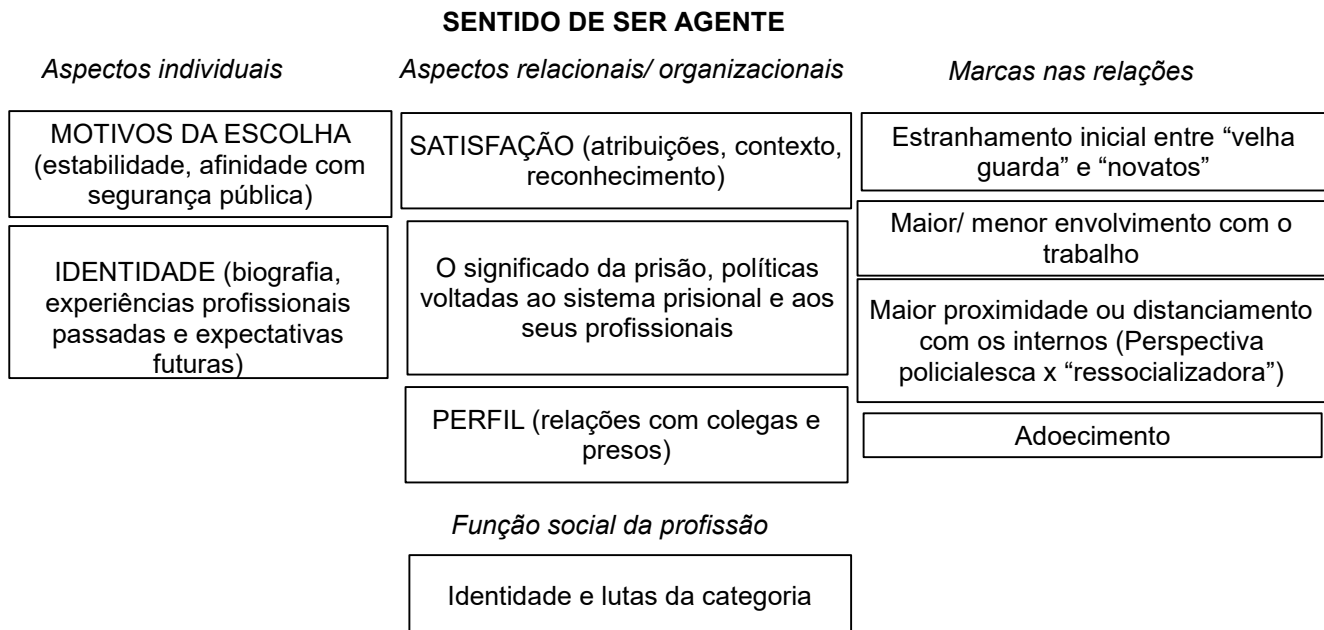 SENTIDO DE SER AGENTE
Aspectos individuais
MOTIVOS DA ESCOLHA
(estabilidade, afinidade com
segurança pública)
IDENTIDADE (biografia,
experiências profissionais
passadas e expectativas
futuras)
Aspectos relacionais/ organizacionais
SATISFAÇÃO (atribuições, contexto,
reconhecimento)
O significado da prisão, políticas
voltadas ao sistema prisional e aos
seus profissionais
PERFIL (relações com colegas e
presos)
Função social da profissão
Identidade e lutas da categoria
Marcas nas relações
Estranhamento inicial entre “velha
guarda” e “novatos”
Maior/ menor envolvimento com o
trabalho
Maior proximidade ou distanciamento
com os internos (Perspectiva
policialesca x “ressocializadora”)
Adoecimento